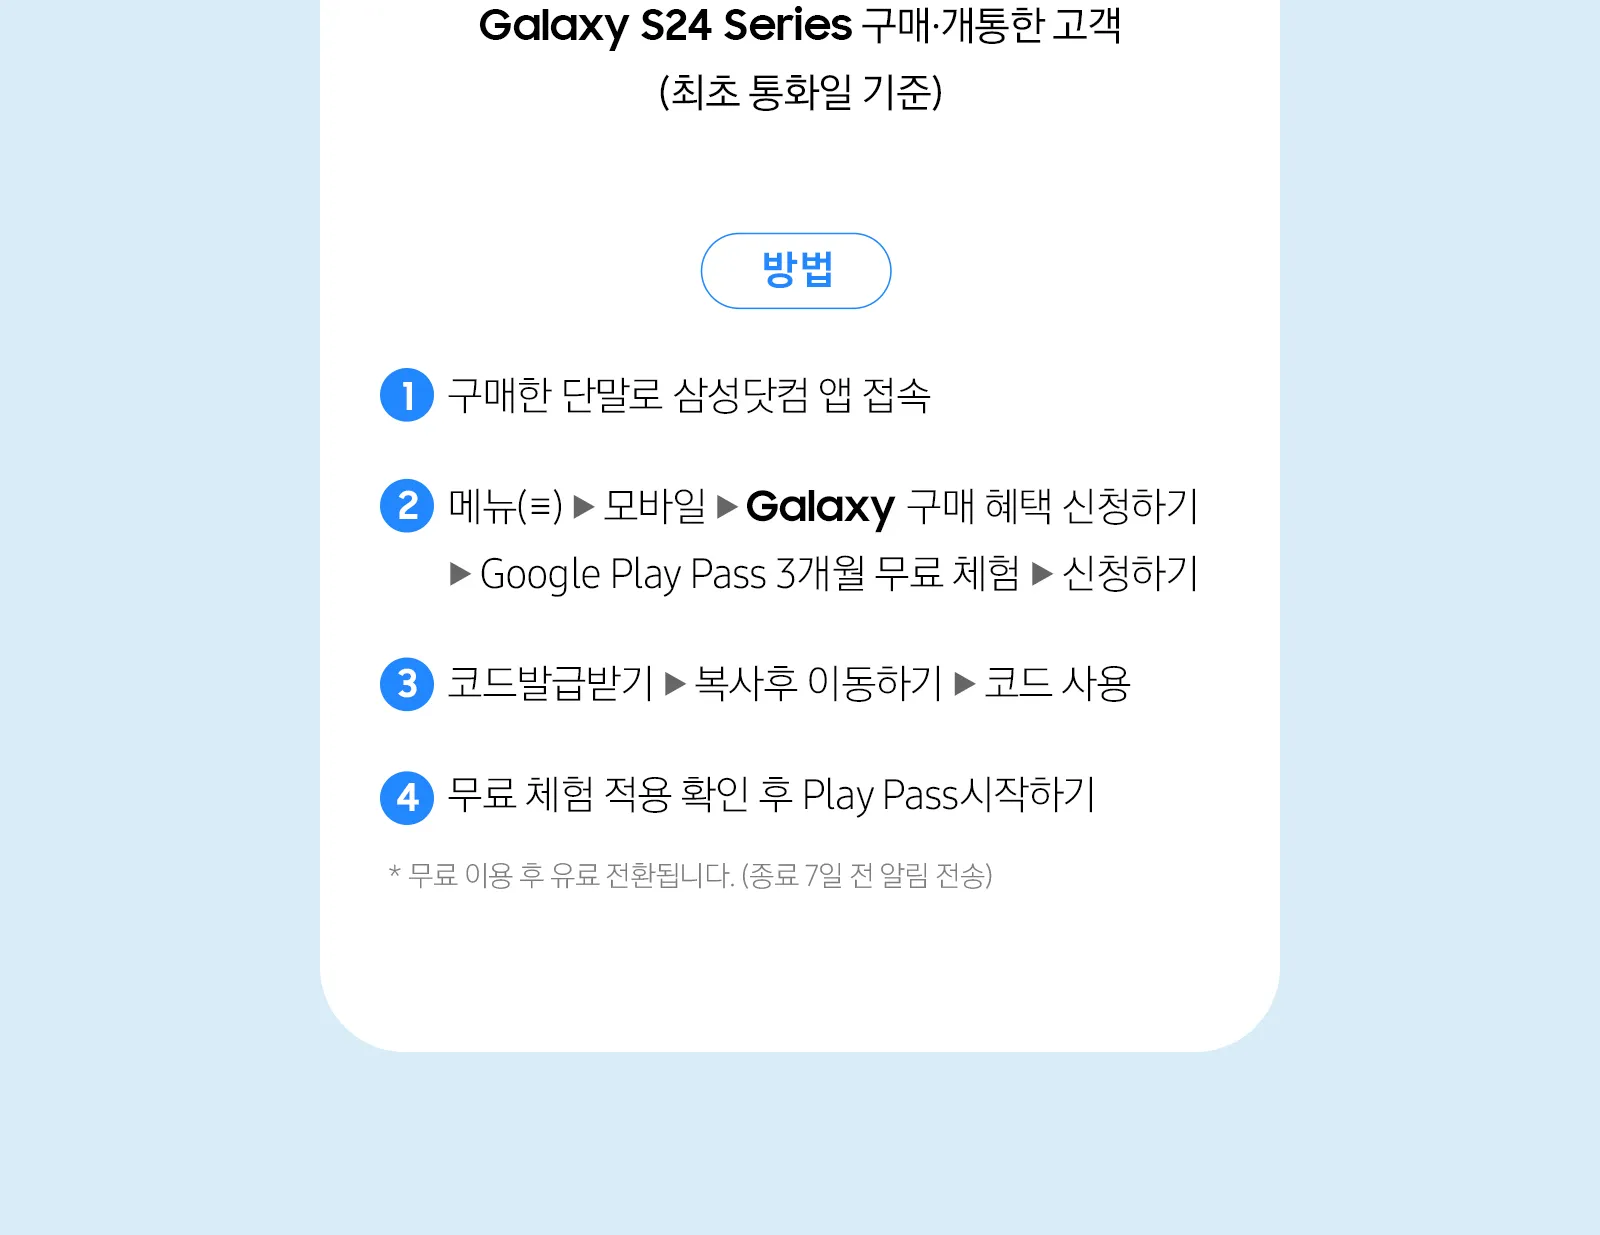 Galaxy S24 Series 구매·개통한 고객
(최초 통화일 기준)
방법
1 구매한 단말로 삼성닷컴 앱 접속
2 메뉴(≡) ▶ 모바일 ▶ Galaxy 구매 혜택 신청하기
▶ Google Play Pass 3개월 무료 체험 ▶ 신청하기
3 코드발급받기 ▶ 복사후 이동하기 ▶ 코드 사용
4 무료 체험 적용 확인 후 Play Pass시작하기
* 무료 이용 후 유료 전환됩니다. (종료 7일 전 알림 전송)